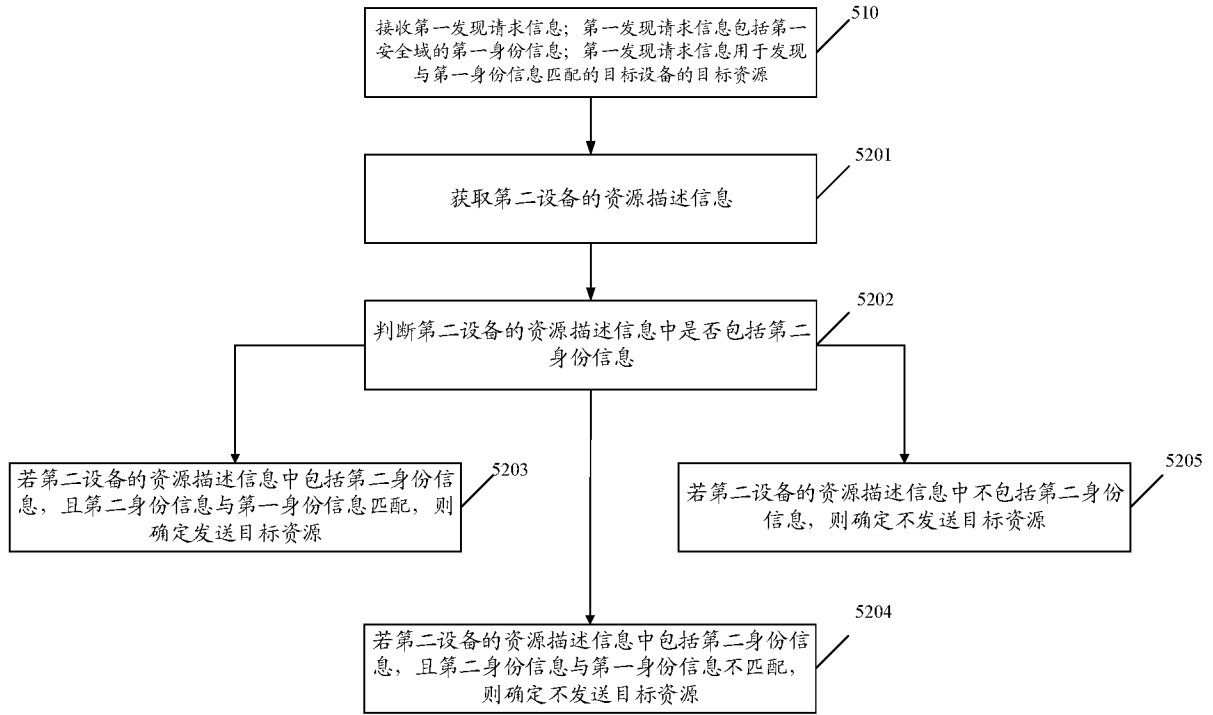 510
接收第一发现请求信息；第一发现请求信息包括第一
安全域的第一身份信息；第一发现请求信息用于发现
与第一身份信息匹配的目标设备的目标资源
5201
获取第二设备的资源描述信息
5202
判断第二设备的资源描述信息中是否包括第二
身份信息
5203
若第二设备的资源描述信息中包括第二身份信
息，且第二身份信息与第一身份信息匹配，则
确定发送目标资源
5205
若第二设备的资源描述信息中不包括第二身份
信息，则确定不发送目标资源
5204
若第二设备的资源描述信息中包括第二身份信
息，且第二身份信息与第一身份信息不匹配，
则确定不发送目标资源